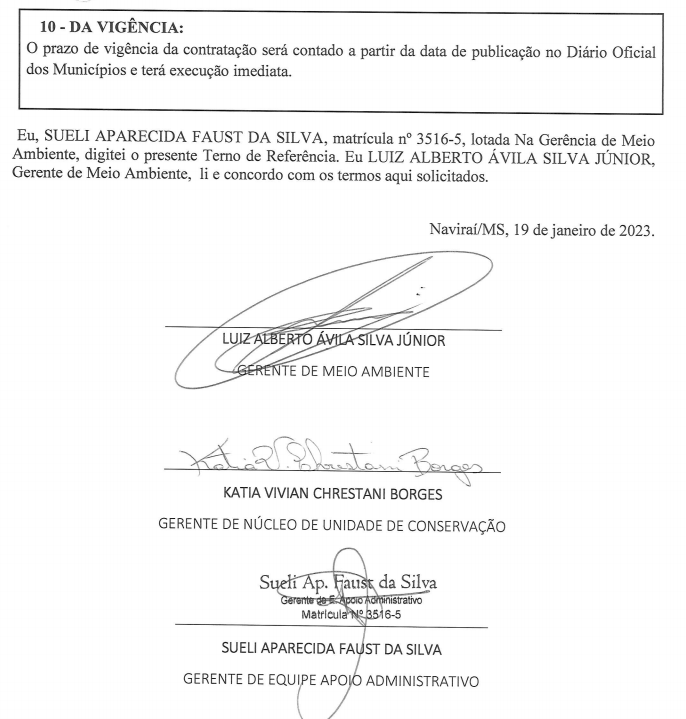 10 - DA VIGÊNCIA:
O prazo de vigência da contratação será contado a partir da data de publicação no Diário Oficial
dos Municípios e terá execução imediata.
Eu, SUELI APARECIDA FAUST DA SILVA, matrícula nº 3516-5, lotada Na Gerência de Meio
Ambiente, digitei o presente Terno de Referência. Eu LUIZ ALBERTO ÁVILA SILVA JÚNIOR,
Gerente de Meio Ambiente, li e concordo com os termos aqui solicitados.
Naviraí/MS, 19 de janeiro de 2023.
LUIZ ALBERTO ÁVILA SILVA JÚNIOR
GERENTE DE MEIO AMBIENTE
Katia V. Chrestani Borges
KATIA VIVIAN CHRESTANI BORGES
GERENTE DE NÚCLEO DE UNIDADE DE CONSERVAÇÃO
Sueli Ap. Faust da Silva
Gerente de E. Apoio Administrativo
Matrícula Nº 3516-5
SUELI APARECIDA FAUST DA SILVA
GERENTE DE EQUIPE APOIO ADMINISTRATIVO